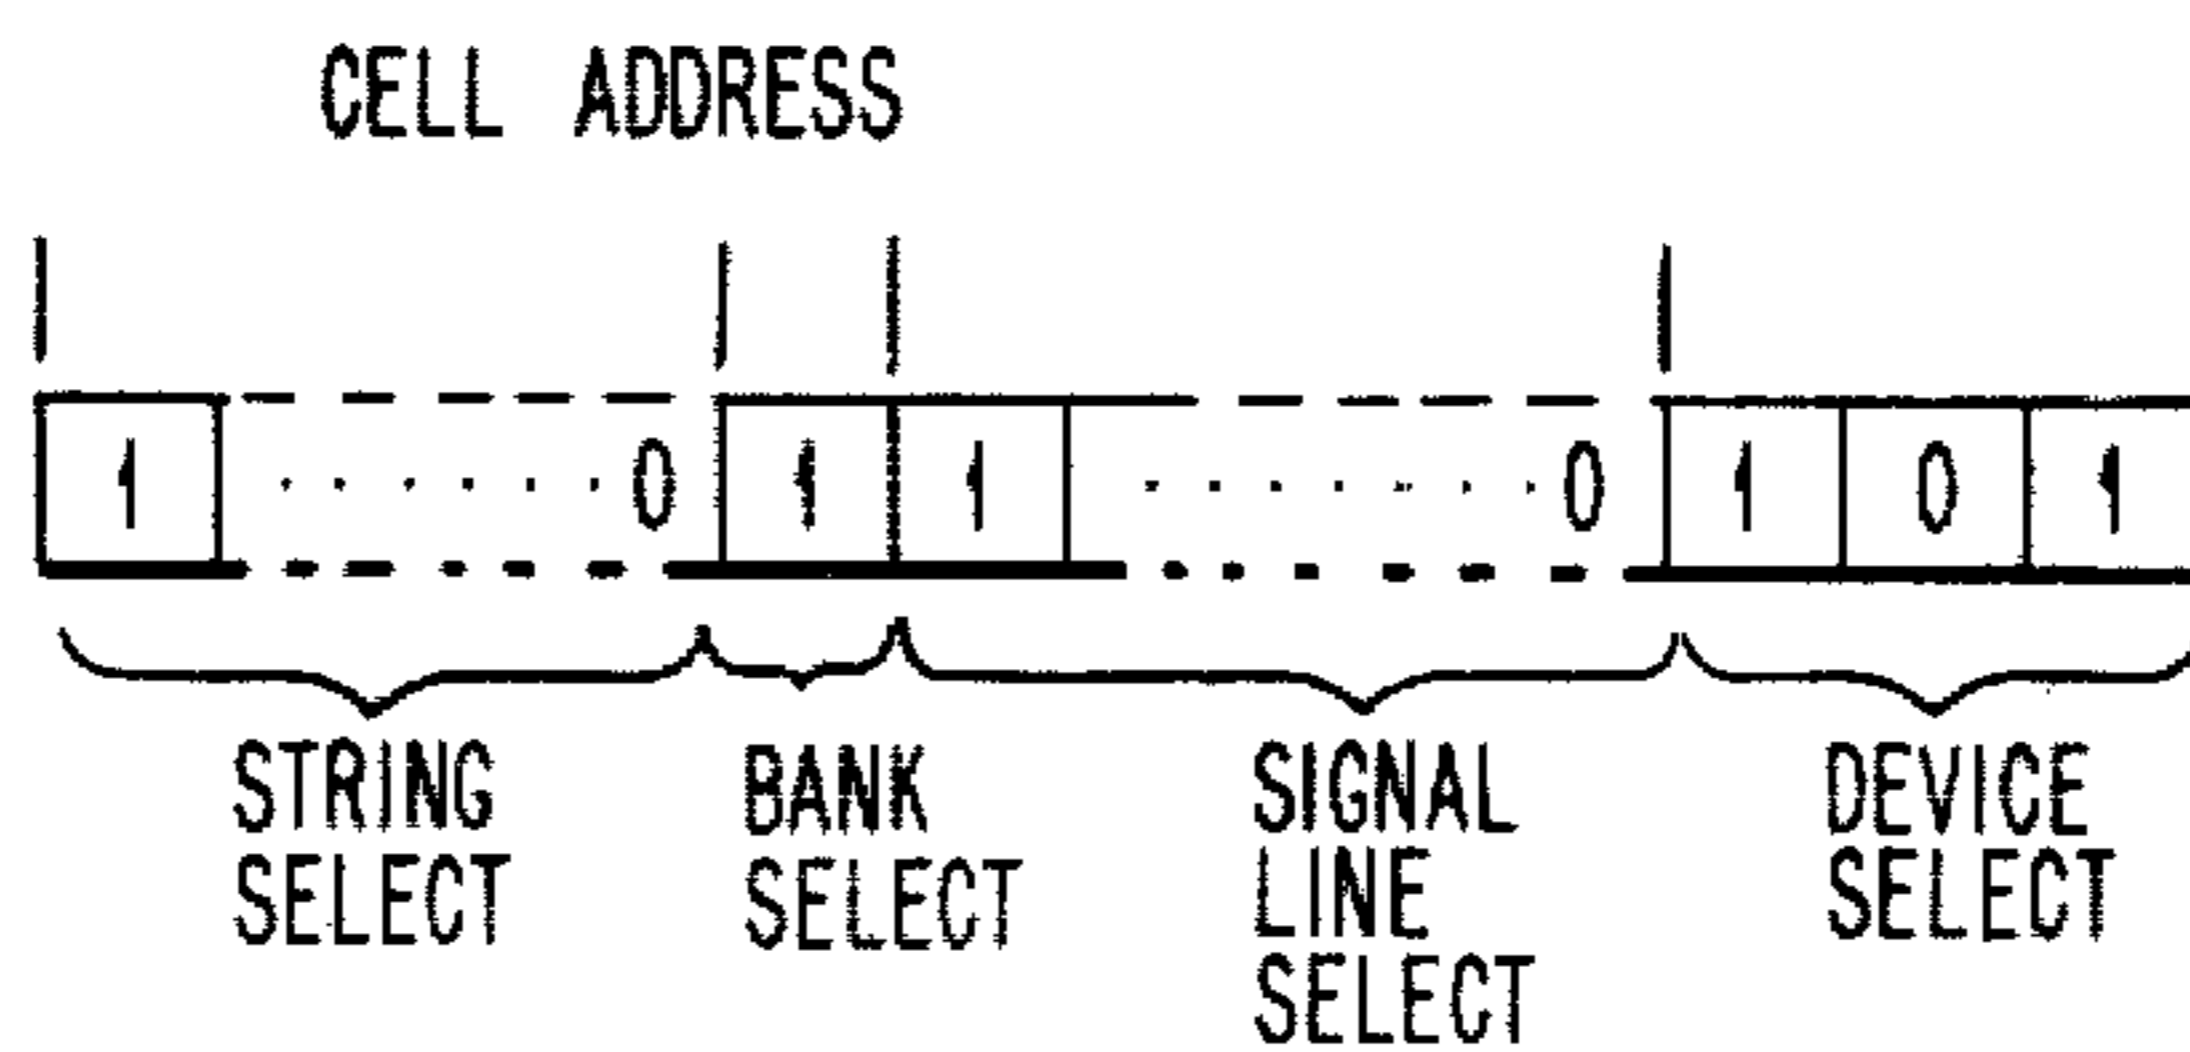 CELL ADDRESS
1 . . . . . . 0 1 1 . . . . . . . 0 1 0 1
STRING
SELECT
BANK
SELECT
SIGNAL
LINE
SELECT
DEVICE
SELECT